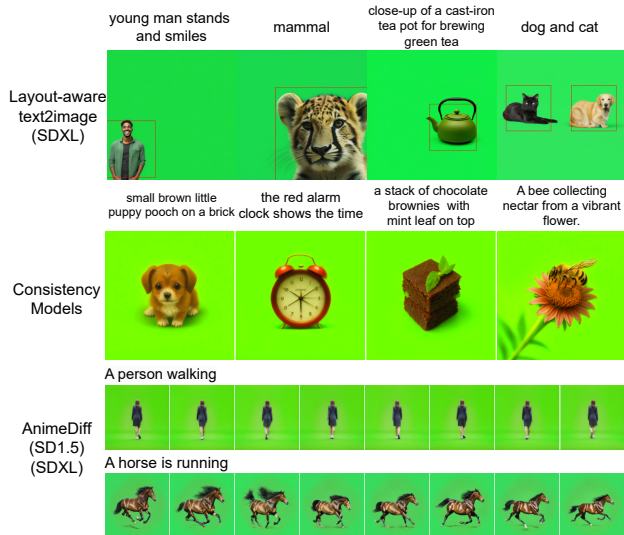 young man stands
and smiles
mammal
close-up of a cast-iron
tea pot for brewing
green tea
dog and cat
Layout-aware
text2image
(SDXL)
small brown little
puppy pooch on a brick
the red alarm
clock shows the time
a stack of chocolate
brownies with
mint leaf on top
A bee collecting
nectar from a vibrant
flower.
Consistency
Models
A person walking
AnimeDiff
(SD1.5)
(SDXL)
A horse is running